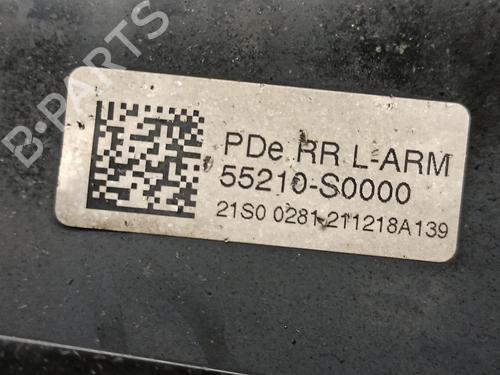 B-PARTS
PDe RR L-ARM
55210-S0000
21S0 0281 211218A139